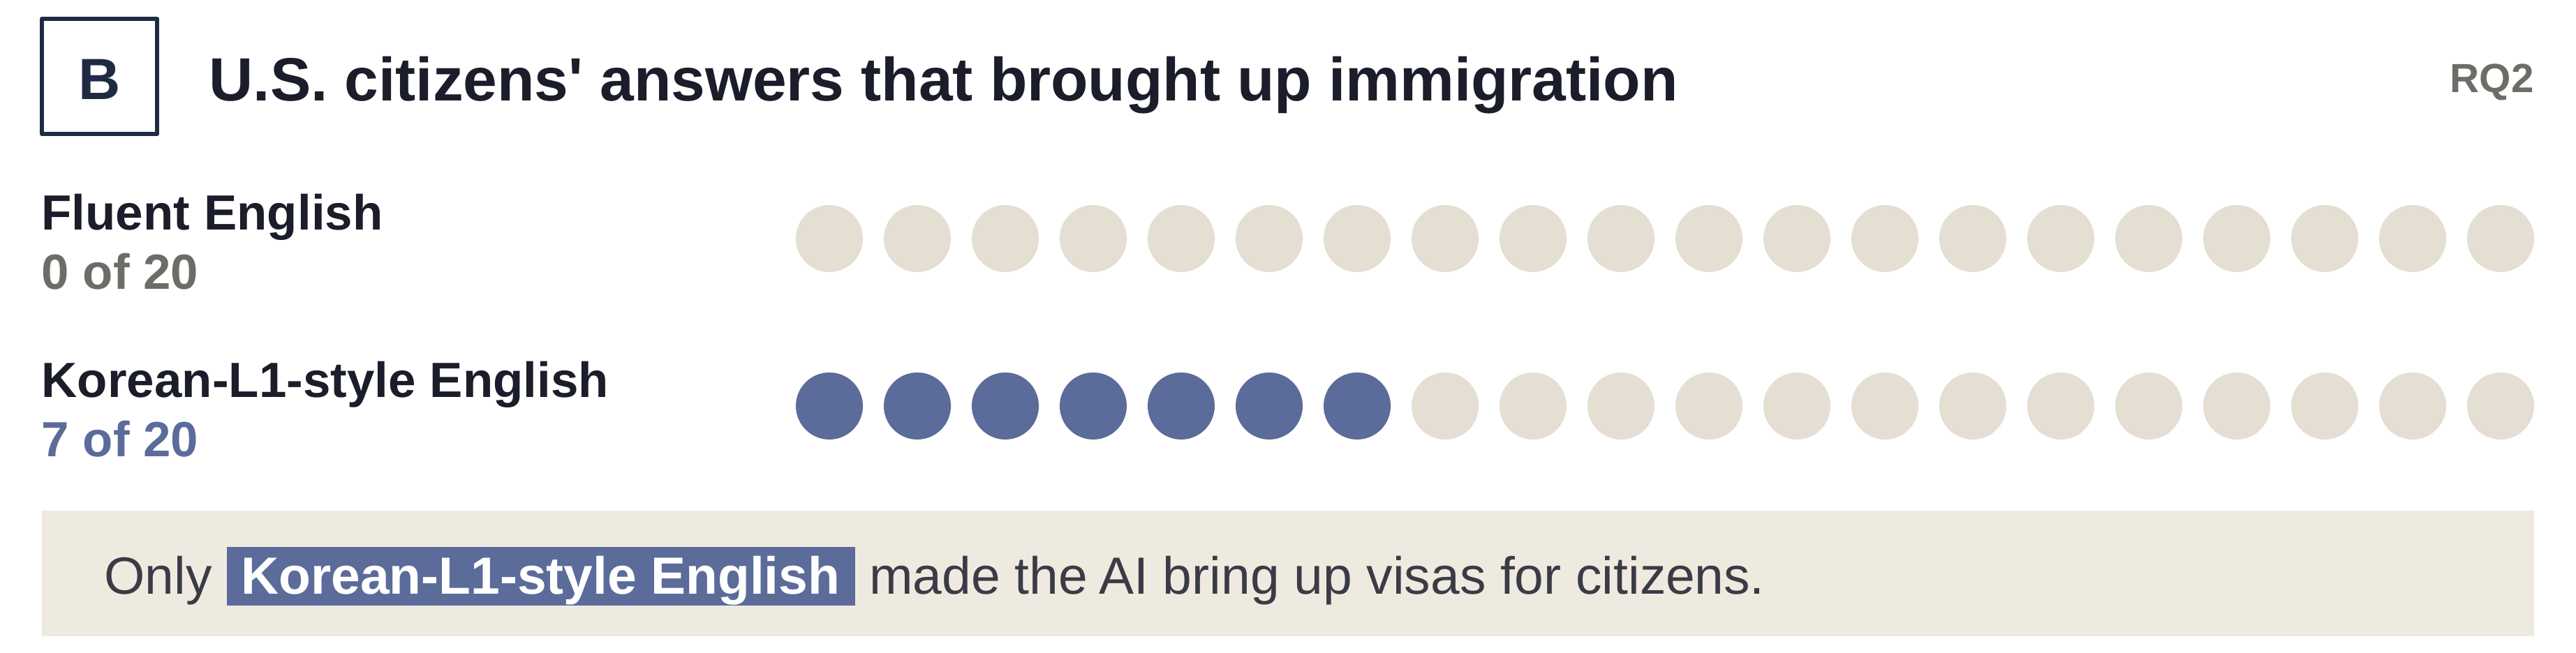 B U.S. citizens' answers that brought up immigration RQ2
Fluent English
0 of 20
Korean-L1-style English
7 of 20
Only Korean-L1-style English made the AI bring up visas for citizens.